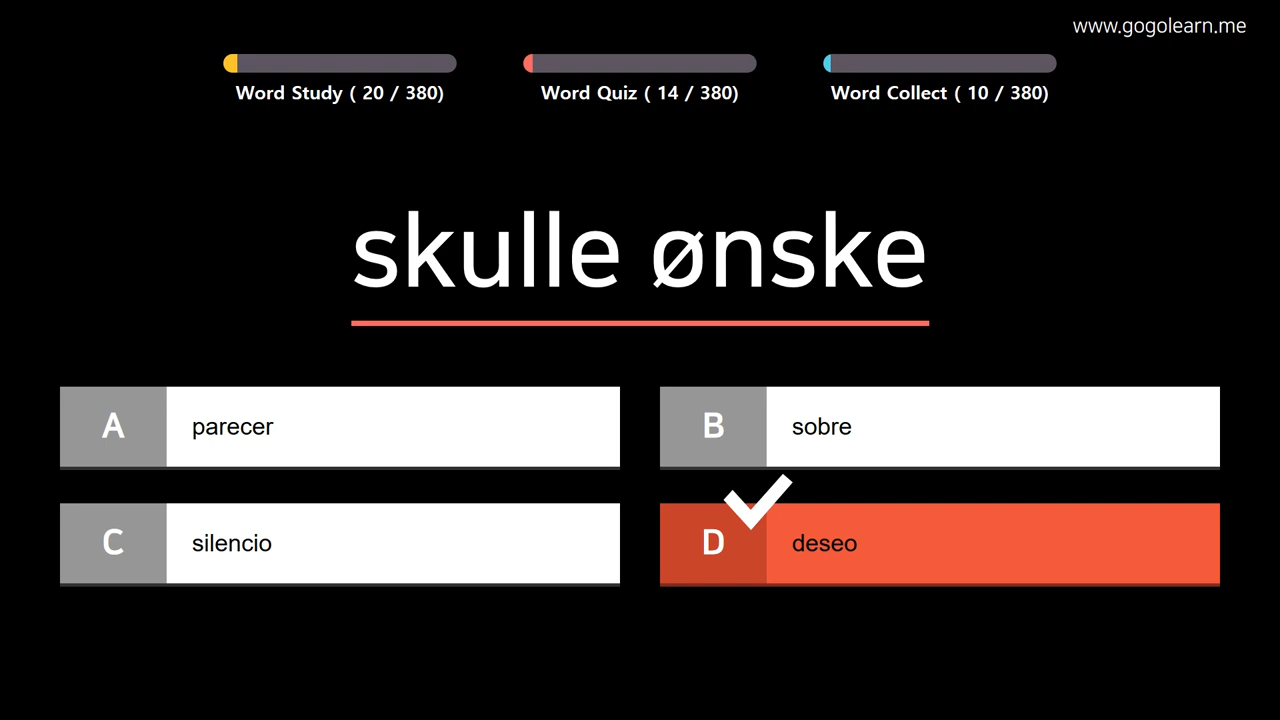 www.gogolearn.me
Word Study ( 20 / 380)
Word Quiz ( 14 / 380)
Word Collect ( 10 / 380)
skulle ønske
A parecer
B sobre
C silencio
D deseo